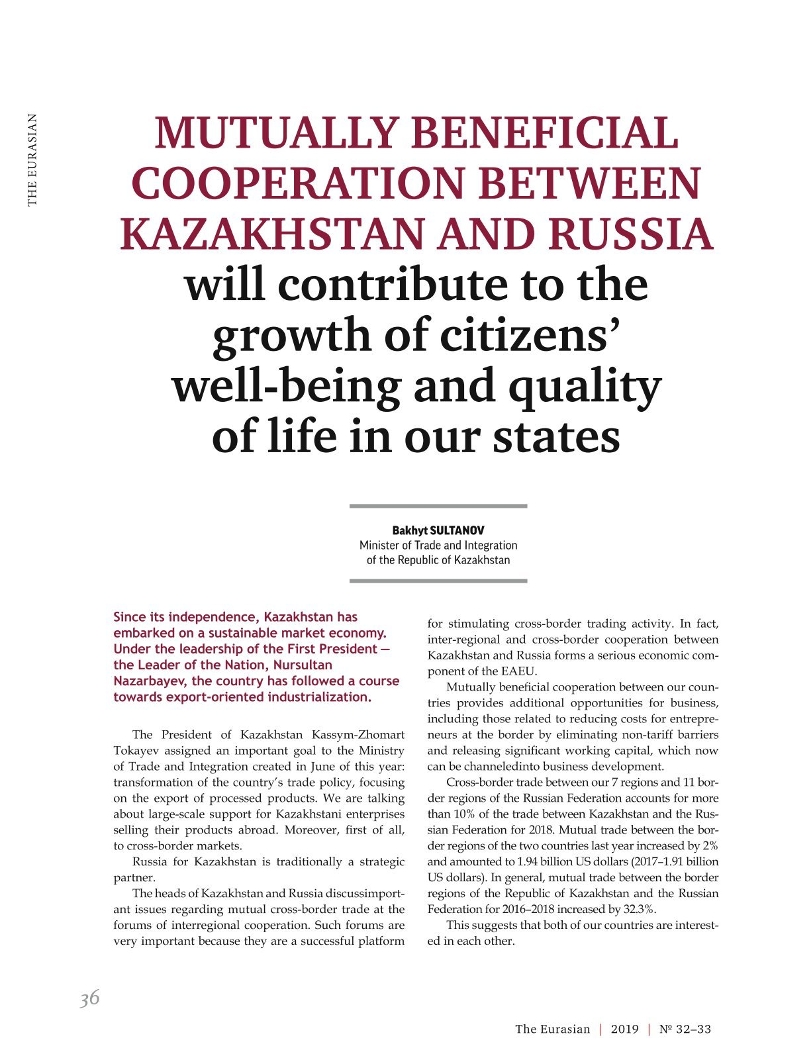 THE EURASIAN
MUTUALLY BENEFICIAL
COOPERATION BETWEEN
KAZAKHSTAN AND RUSSIA
will contribute to the
growth of citizens’
well-being and quality
of life in our states
Bakhyt SULTANOV
Minister of Trade and Integration
of the Republic of Kazakhstan
Since its independence, Kazakhstan has
embarked on a sustainable market economy.
Under the leadership of the First President —
the Leader of the Nation, Nursultan
Nazarbayev, the country has followed a course
towards export-oriented industrialization.
The President of Kazakhstan Kassym-Zhomart
Tokayev assigned an important goal to the Ministry
of Trade and Integration created in June of this year:
transformation of the country’s trade policy, focusing
on the export of processed products. We are talking
about large-scale support for Kazakhstani enterprises
selling their products abroad. Moreover, first of all,
to cross-border markets.
Russia for Kazakhstan is traditionally a strategic
partner.
The heads of Kazakhstan and Russia discussimport-
ant issues regarding mutual cross-border trade at the
forums of interregional cooperation. Such forums are
very important because they are a successful platform
for stimulating cross-border trading activity. In fact,
inter-regional and cross-border cooperation between
Kazakhstan and Russia forms a serious economic com-
ponent of the EAEU.
Mutually beneficial cooperation between our coun-
tries provides additional opportunities for business,
including those related to reducing costs for entrepre-
neurs at the border by eliminating non-tariff barriers
and releasing significant working capital, which now
can be channeledinto business development.
Cross-border trade between our 7 regions and 11 bor-
der regions of the Russian Federation accounts for more
than 10% of the trade between Kazakhstan and the Rus-
sian Federation for 2018. Mutual trade between the bor-
der regions of the two countries last year increased by 2%
and amounted to 1.94 billion US dollars (2017–1.91 billion
US dollars). In general, mutual trade between the border
regions of the Republic of Kazakhstan and the Russian
Federation for 2016–2018 increased by 32.3%.
This suggests that both of our countries are interest-
ed in each other.
36
The Eurasian | 2019 | № 32–33